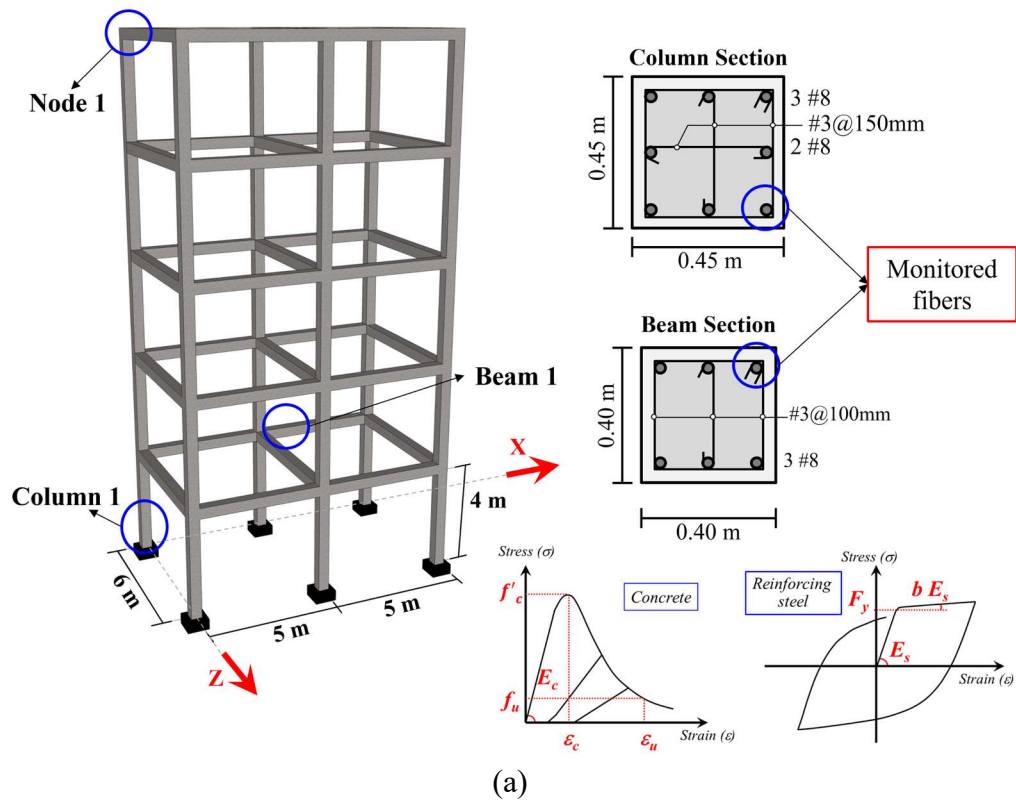 Node 1
Column Section
3 #8
#3@150mm
2 #8
0.45 m
0.45 m
Monitored
fibers
Beam Section
#3@100mm
3 #8
0.40 m
0.40 m
Beam 1
X
4 m
Column 1
6 m
5 m
5 m
Z
Stress (σ)
f'c
Concrete
Ec
fu
εc
εu
Strain (ε)
Stress (σ)
Reinforcing
steel
Fy
b Es
Es
Strain (ε)
(a)